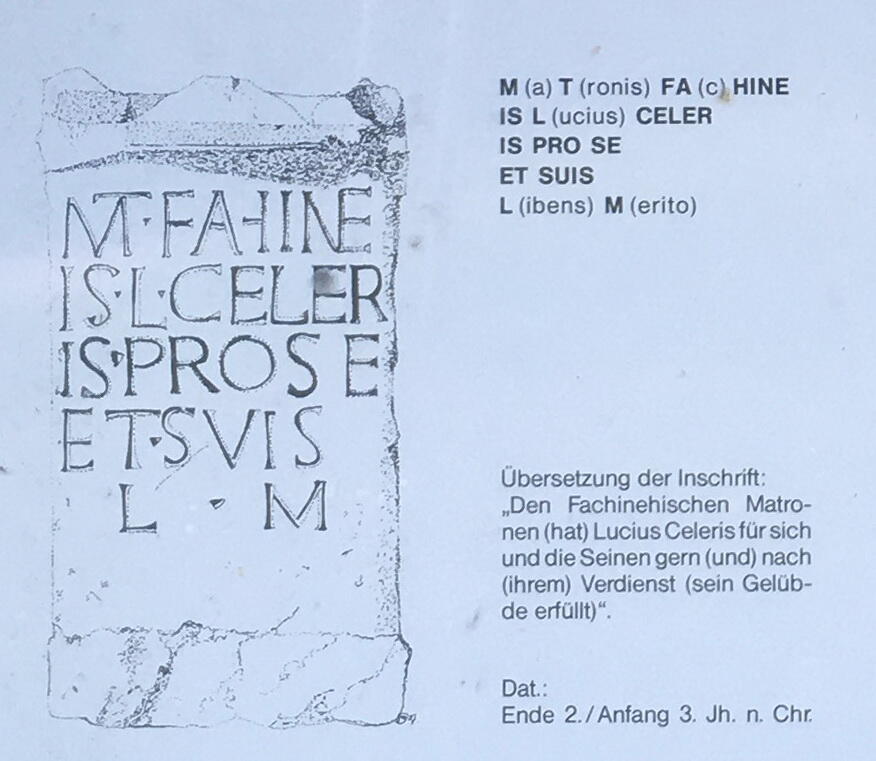 MT·FAHINE
IS·L·CELER
IS·PROSE
ET·SVIS
L · M
M (a) T (ronis) FA (c) HINE
IS L (ucius) CELER
IS PRO SE
ET SUIS
L (ibens) M (erito)
Übersetzung der Inschrift:
„Den Fachinehischen Matro-
nen (hat) Lucius Celeris für sich
und die Seinen gern (und) nach
(ihrem) Verdienst (sein Gelüb-
de erfüllt)“.
Dat.:
Ende 2./Anfang 3. Jh. n. Chr.